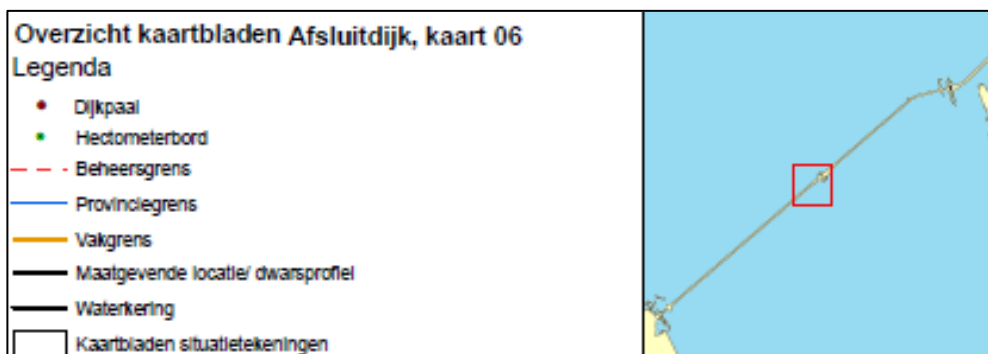 Overzicht kaartbladen Afsluitdijk, kaart 06
Legenda
Dijkpaal
Hectometerbord
Beheersgrens
Provinciegrens
Vakgrens
Maatgevende locatie/ dwarsprofiel
Waterkering
Kaartbladen situatietekeningen